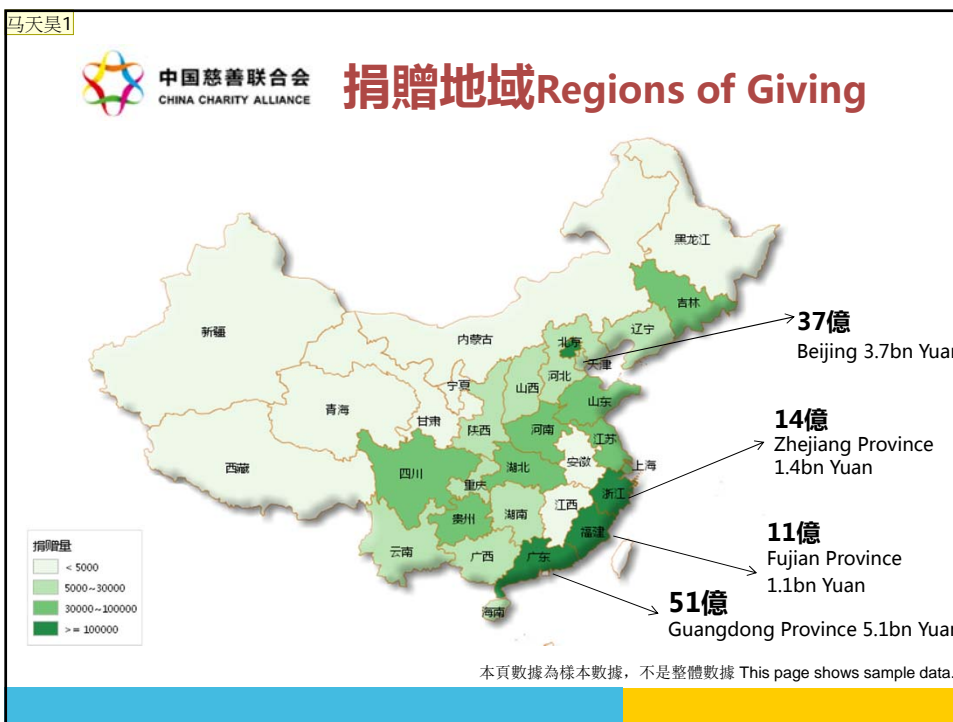 马天昊1
中国慈善联合会
CHINA CHARITY ALLIANCE
捐贈地域Regions of Giving
黑龙江
吉林
新疆
内蒙古
辽宁
北京
天津
37億
Beijing 3.7bn Yuan
宁夏
山西
河北
青海
甘肃
山东
陕西
河南
江苏
14億
Zhejiang Province
1.4bn Yuan
西藏
四川
湖北
安徽
上海
重庆
浙江
江西
贵州
湖南
福建
11億
Fujian Province
1.1bn Yuan
云南
广西
广东
海南
51億
Guangdong Province 5.1bn Yuan
捐赠量
< 5000
5000~30000
30000~100000
>= 100000
本頁數據為樣本數據，不是整體數據 This page shows sample data.